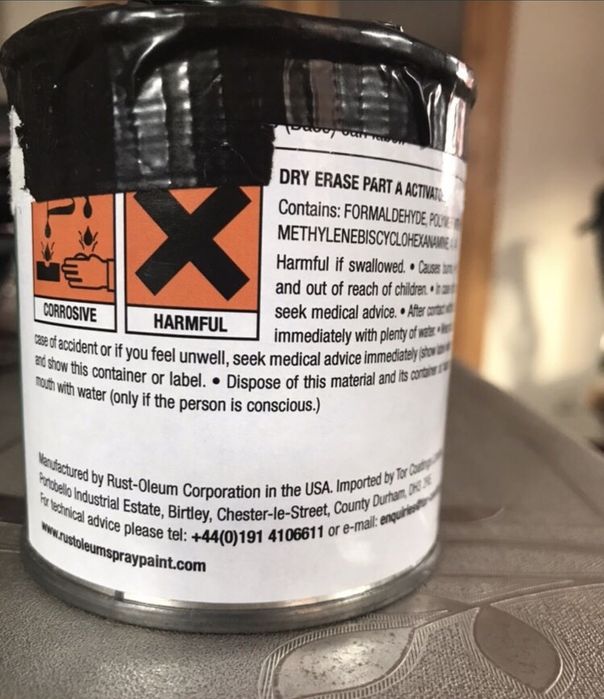 DRY ERASE PART A
Contains: FORMALDEHYDE,
METHYLENEBISCYCLOHEXANAMINE,
Harmful if swallowed. • Causes
and out of reach of children. • In
seek medical advice. • After contact
immediately with plenty of water. •
CORROSIVE
HARMFUL
case of accident or if you feel unwell, seek medical advice immediately (show
and show this container or label. • Dispose of this material and its container
mouth with water (only if the person is conscious.)
Manufactured by Rust-Oleum Corporation in the USA. Imported by Tor
Portobello Industrial Estate, Birtley, Chester-le-Street, County Durham,
For technical advice please tel: +44(0)191 4106611 or e-mail:
www.rustoleumspraypaint.com